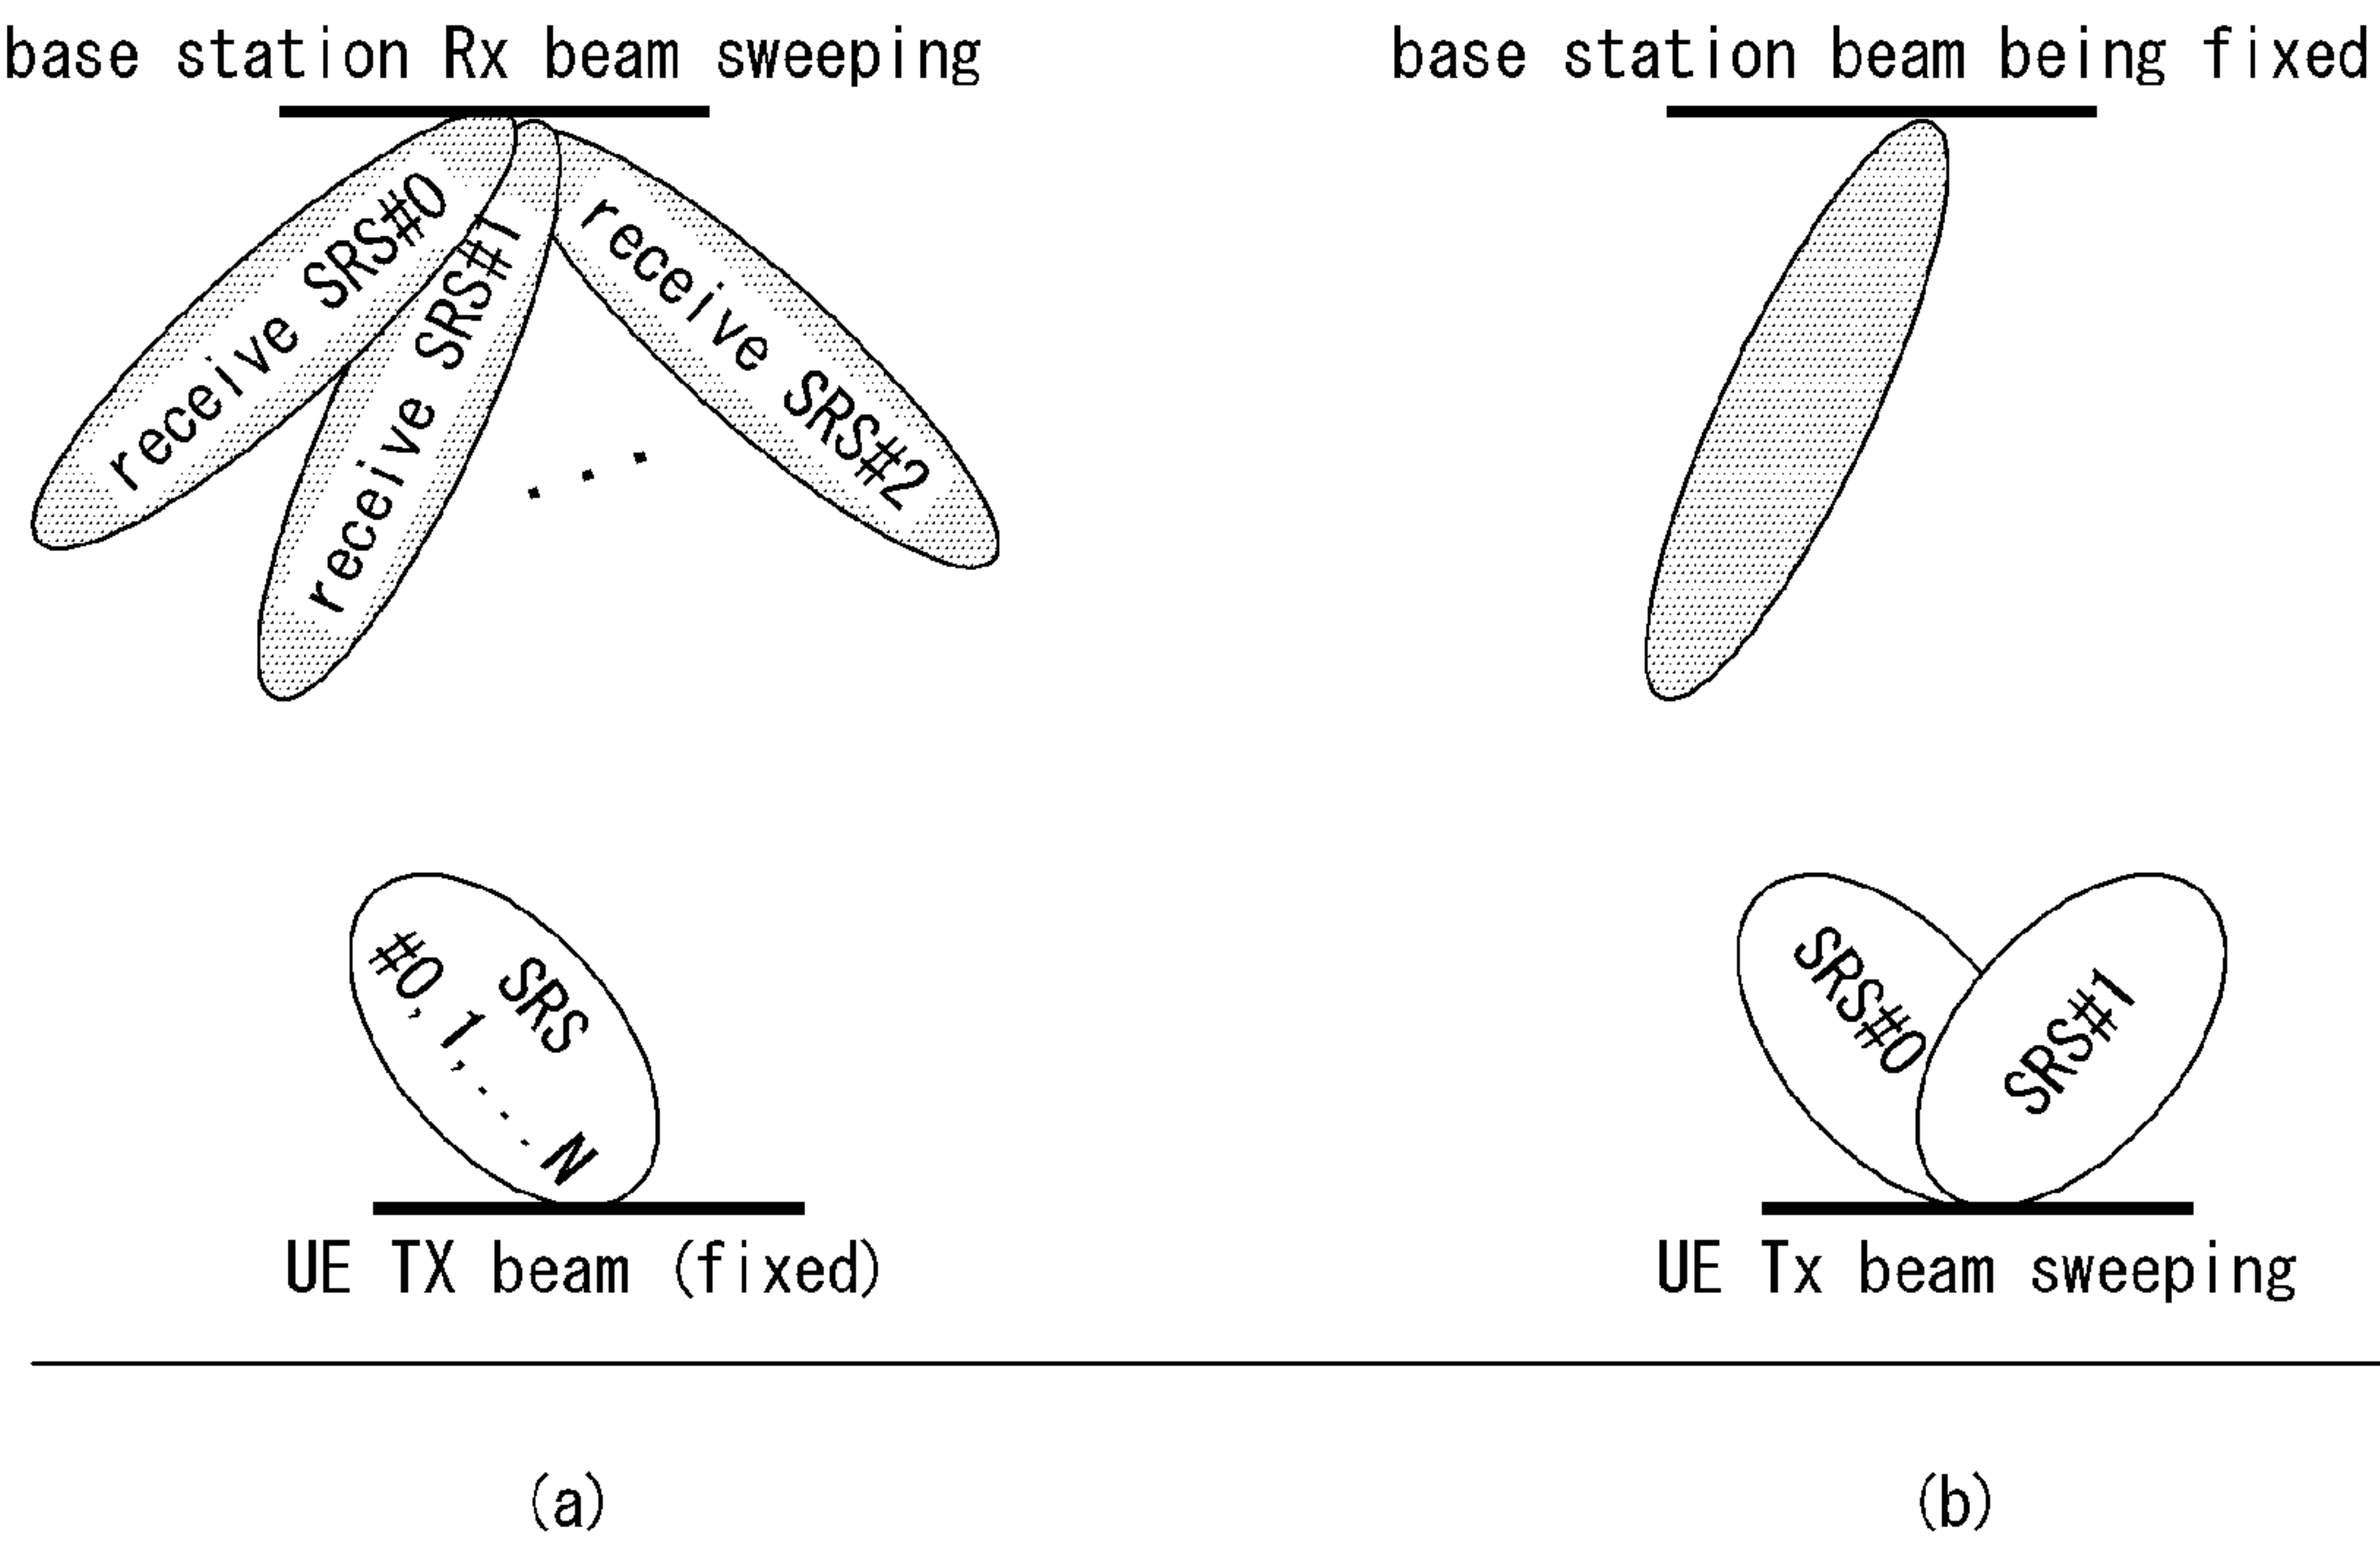 base station Rx beam sweeping
receive SRS#0
receive SRS#1
receive SRS#2
...
SRS
#0, 1, ... N
UE TX beam (fixed)
(a)
base station beam being fixed
SRS#0
SRS#1
UE Tx beam sweeping
(b)